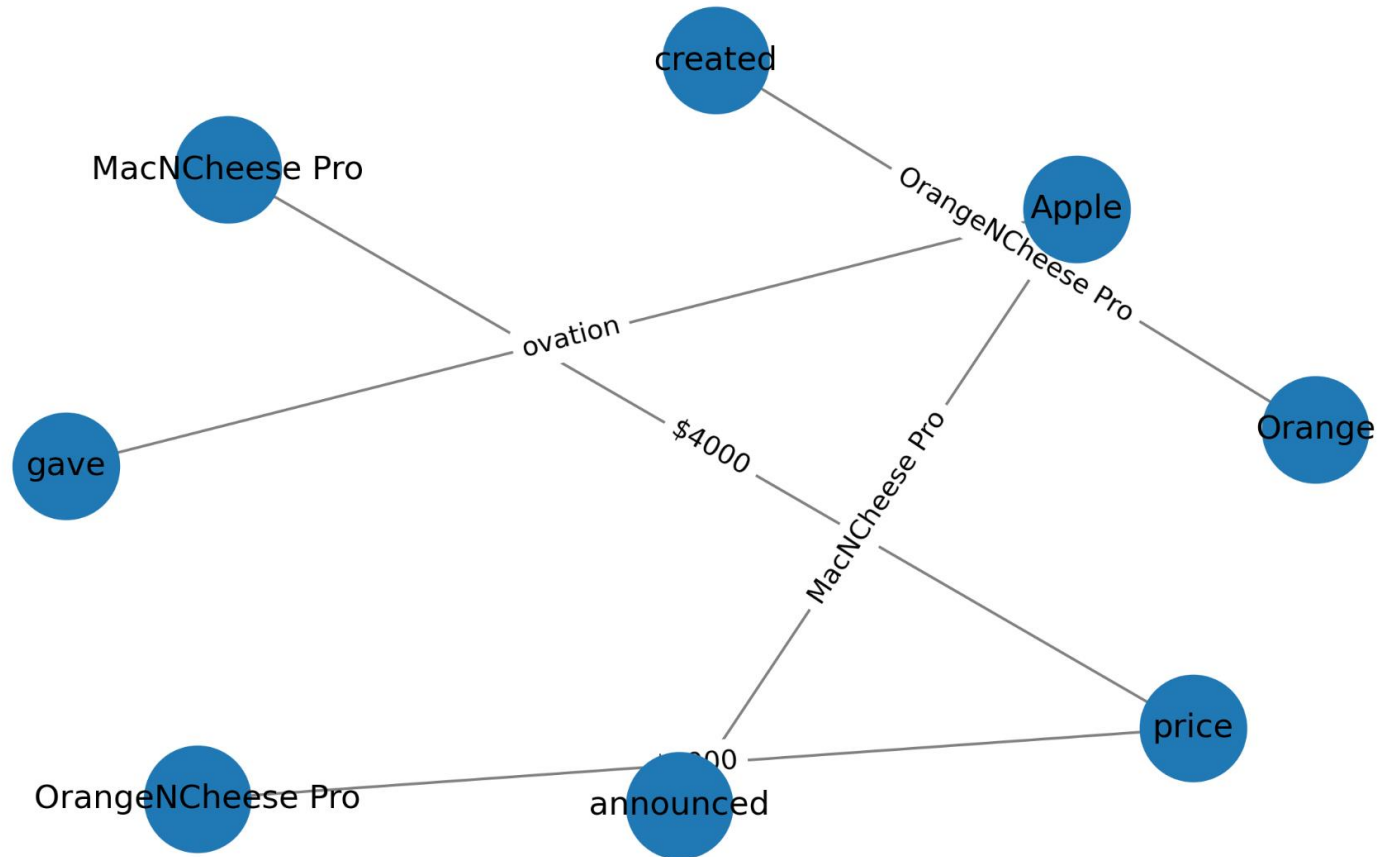 created
MacNCheese Pro
OrangeNCheese Pro
Apple
ovation
$4000
Orange
gave
MacNCheese Pro
price
OrangeNCheese Pro
announced